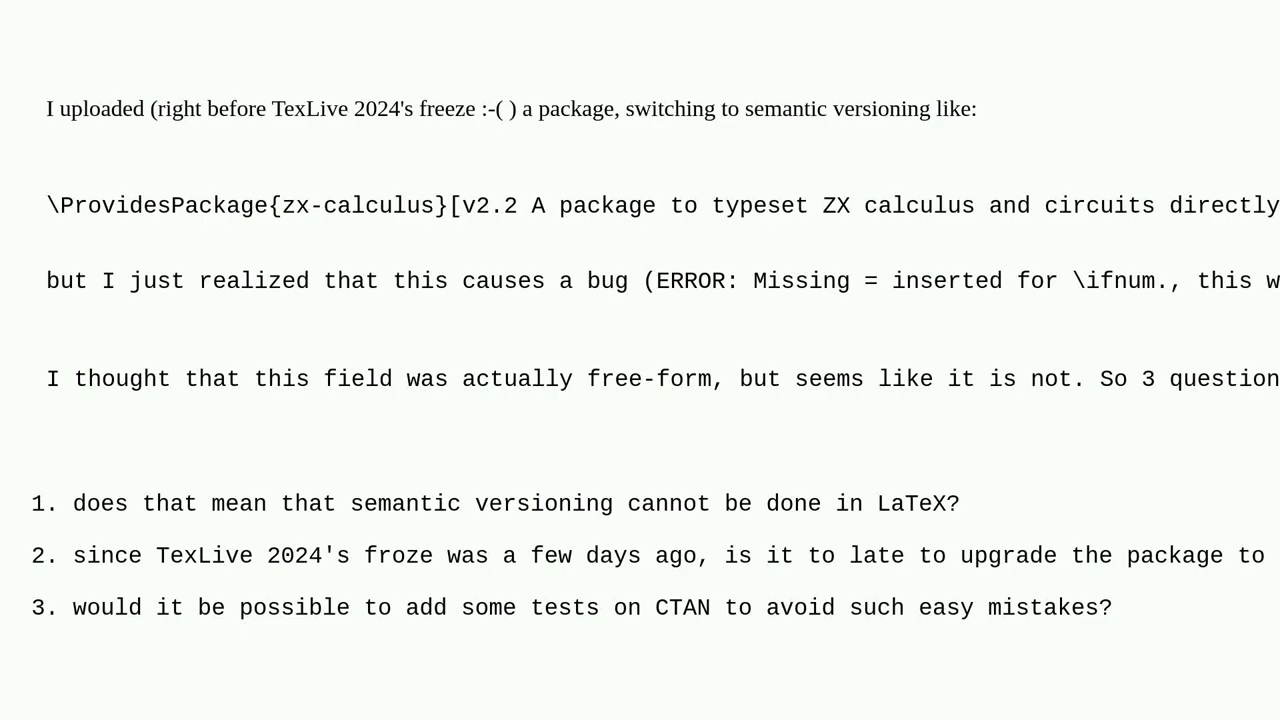 I uploaded (right before TexLive 2024's freeze :-( ) a package, switching to semantic versioning like:
\ProvidesPackage{zx-calculus}[v2.2 A package to typeset ZX calculus and circuits directly
but I just realized that this causes a bug (ERROR: Missing = inserted for \ifnum., this w
I thought that this field was actually free-form, but seems like it is not. So 3 question
1. does that mean that semantic versioning cannot be done in LaTeX?
2. since TexLive 2024's froze was a few days ago, is it to late to upgrade the package to
3. would it be possible to add some tests on CTAN to avoid such easy mistakes?